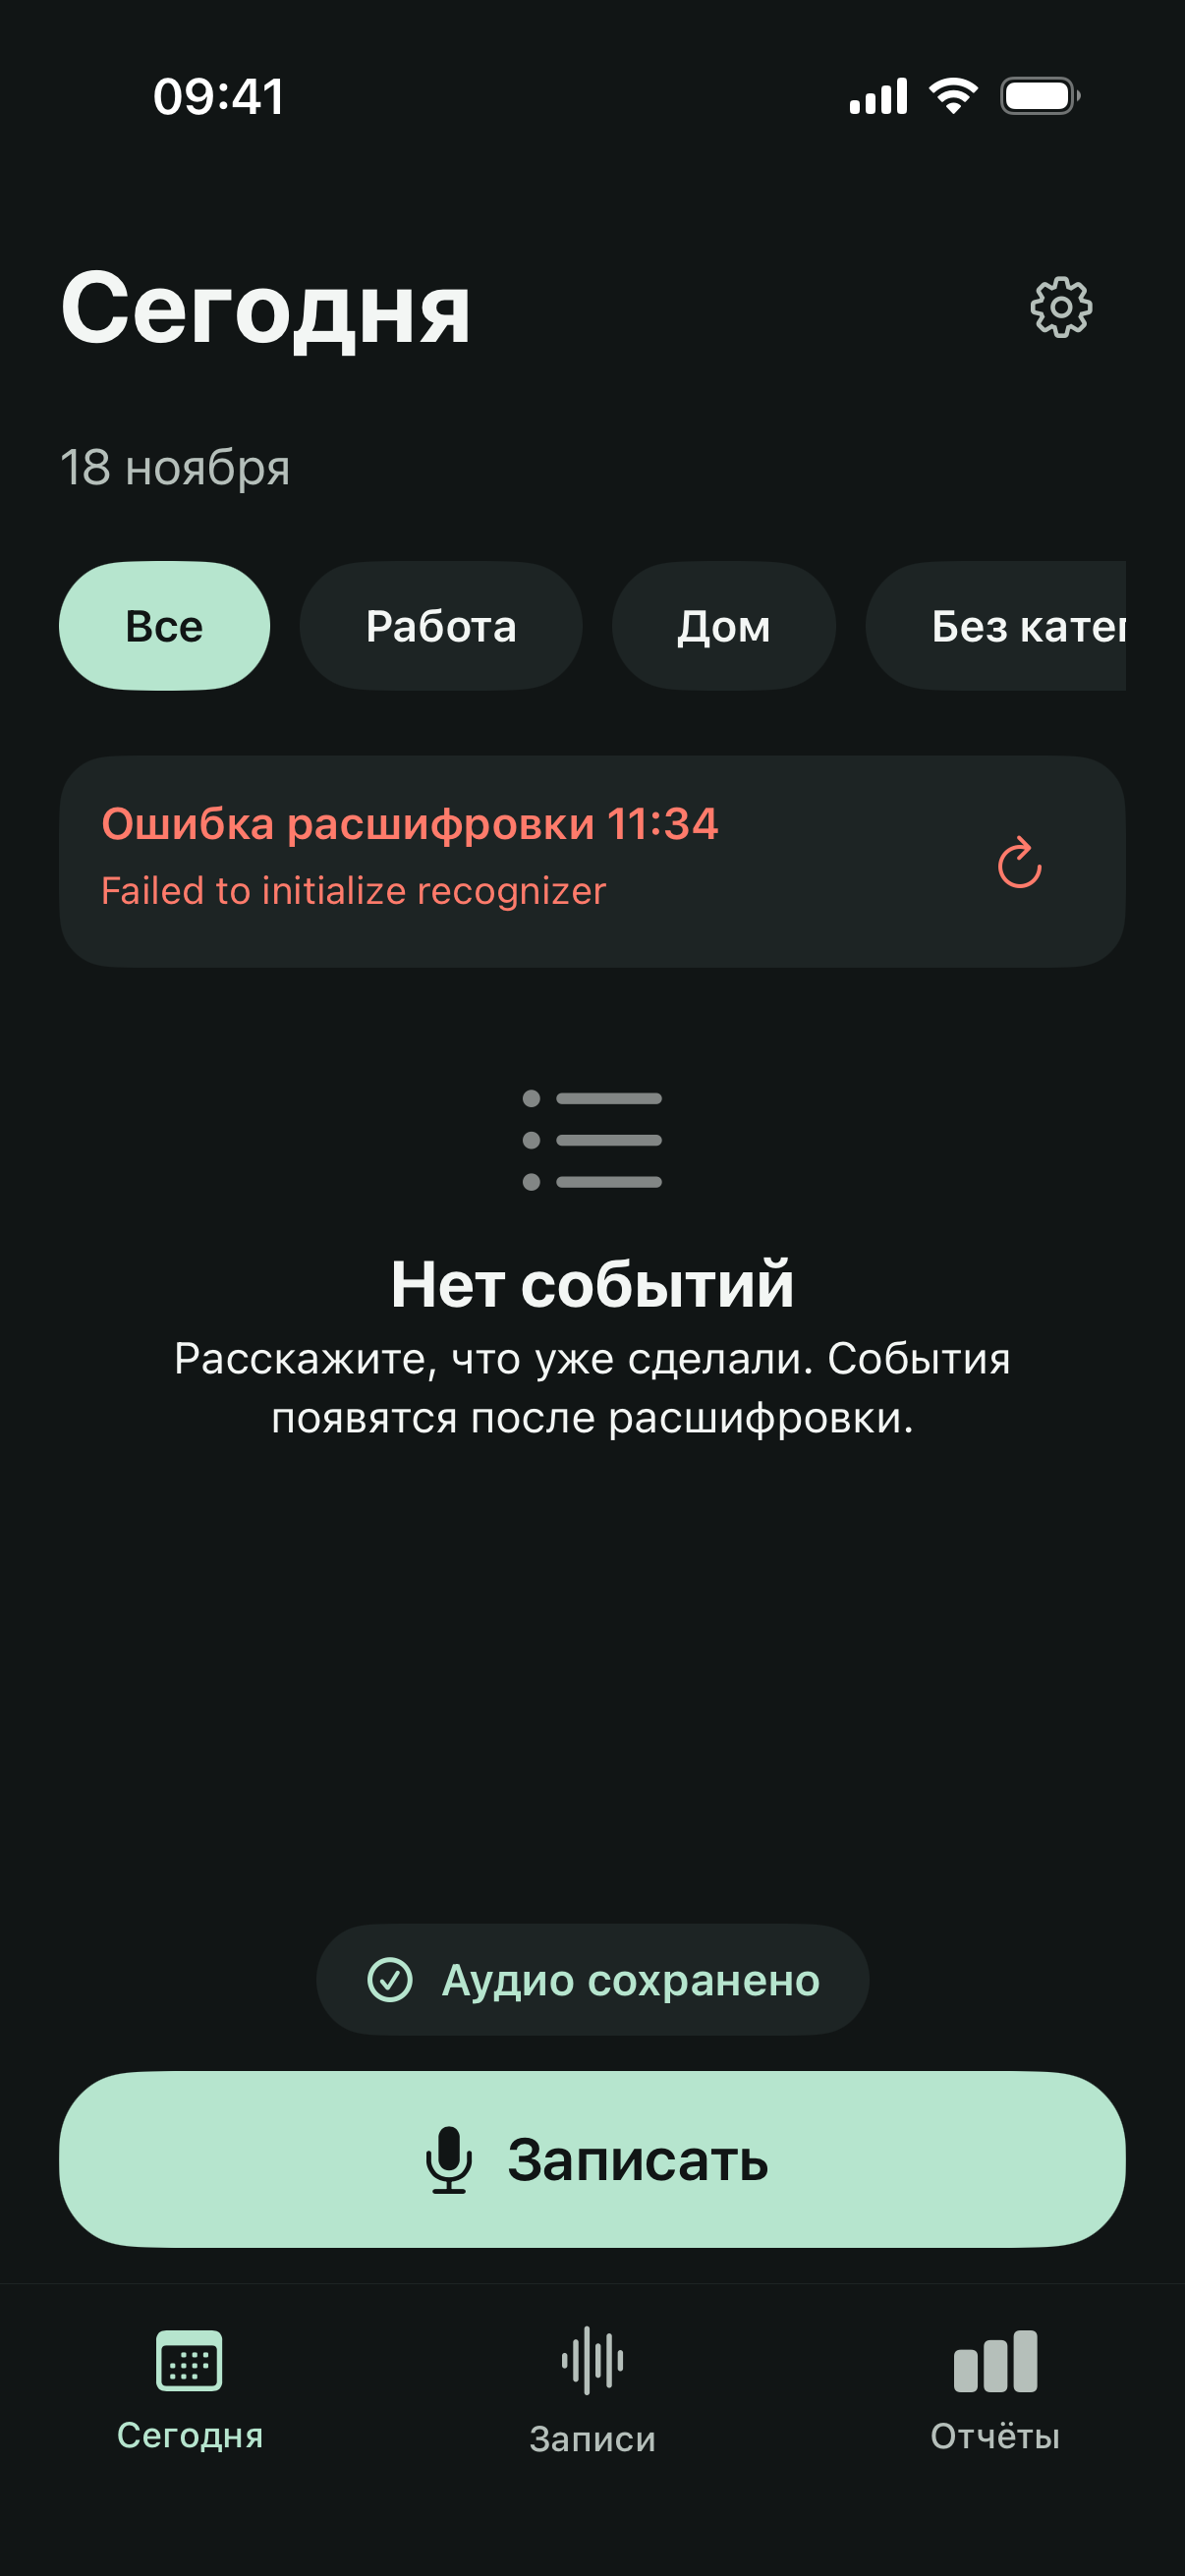 09:41
Сегодня
18 ноября
Все
Работа
Дом
Без катег
Ошибка расшифровки 11:34
Failed to initialize recognizer
Нет событий
Расскажите, что уже сделали. События
появятся после расшифровки.
Аудио сохранено
Записать
Сегодня
Записи
Отчёты